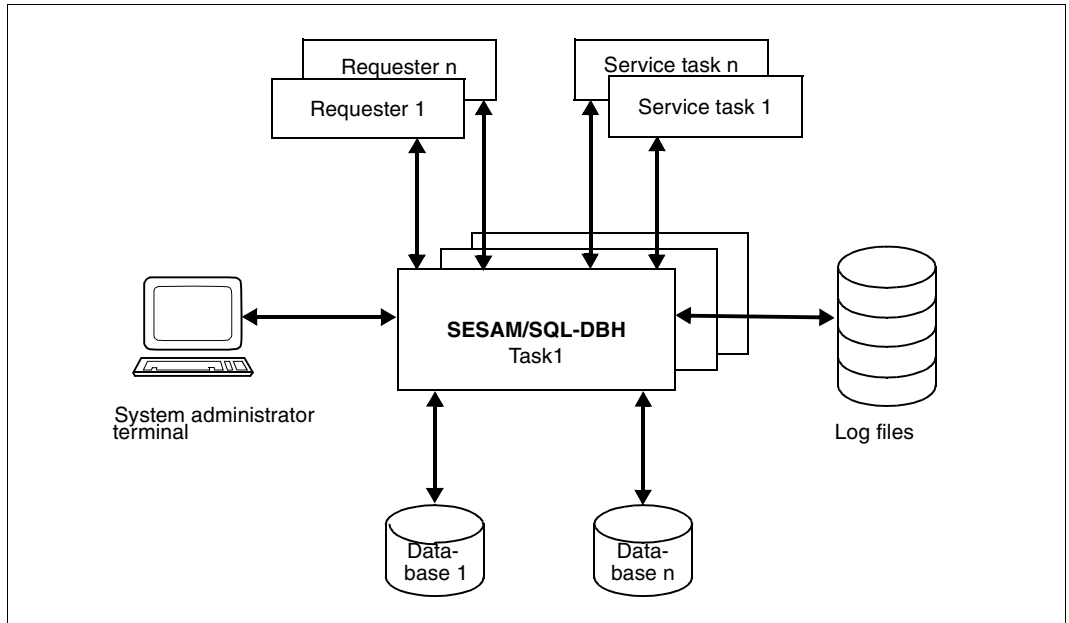 Requester n
Requester 1
Service task n
Service task 1
SESAM/SQL-DBH
Task1
System administrator
terminal
Log files
Data-
base 1
Data-
base n